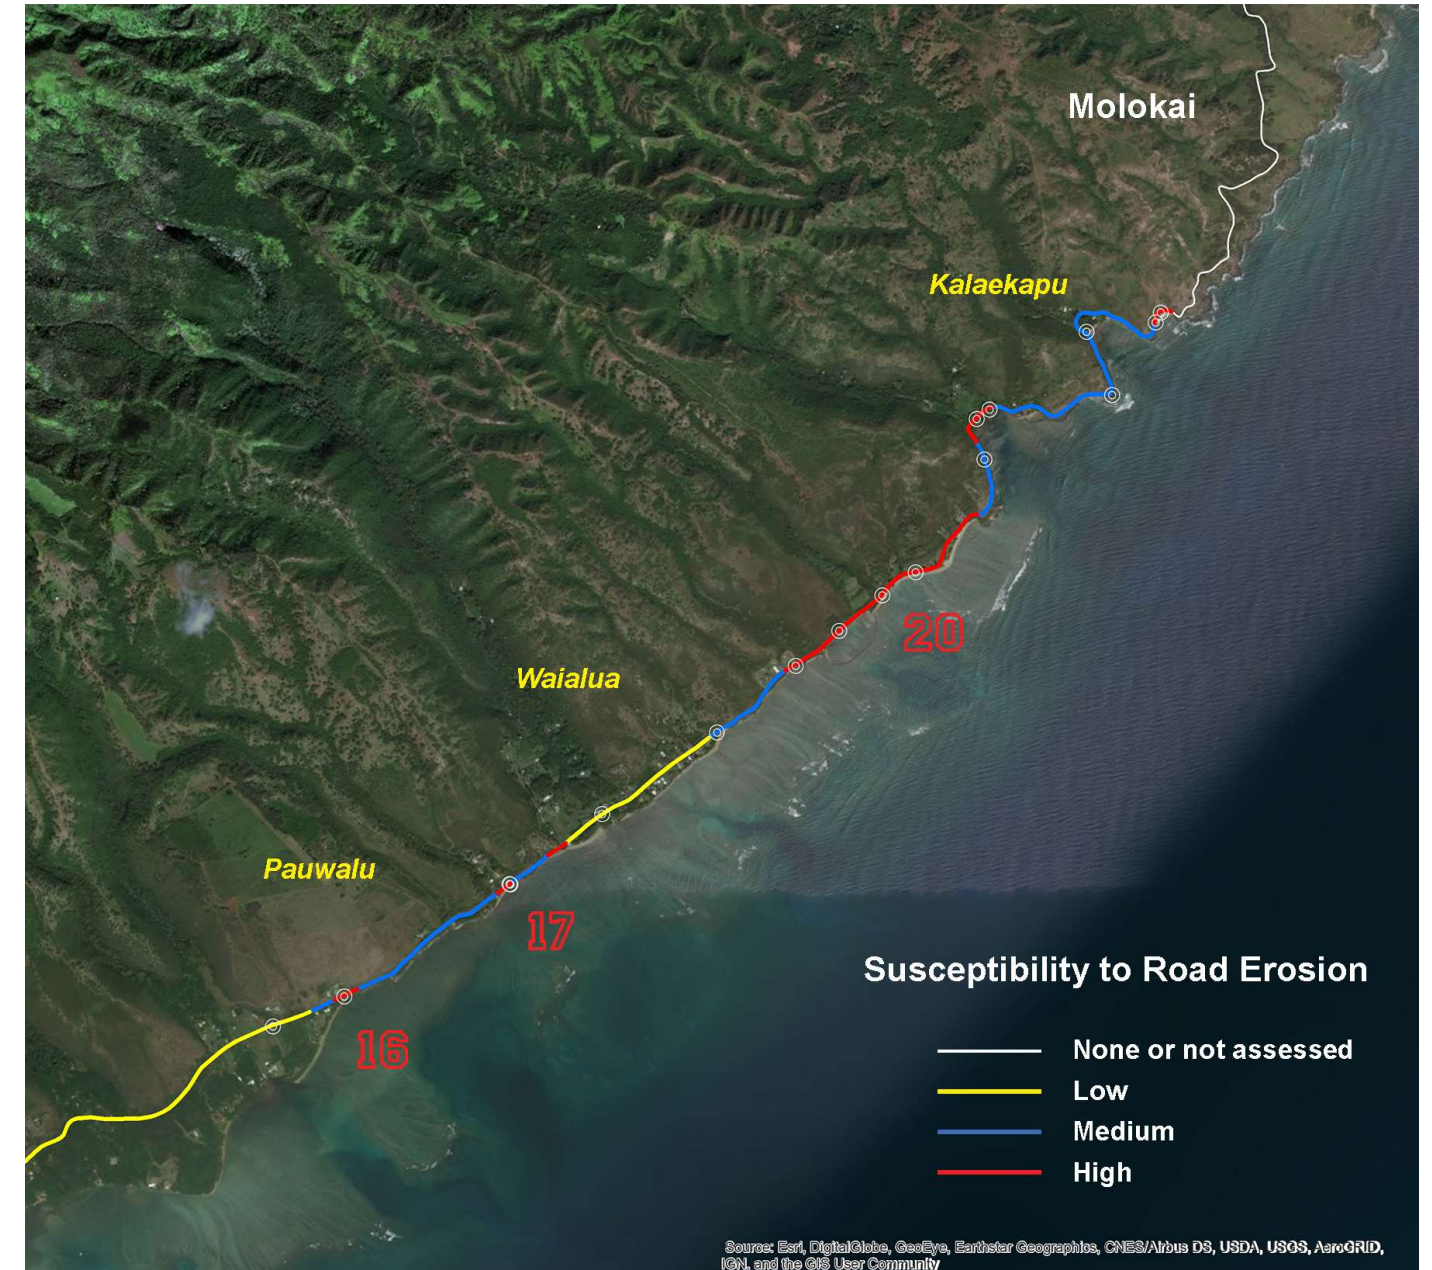 Molokai
Kalaekapu
20
Waialua
Pauwalu
17
16
Susceptibility to Road Erosion
None or not assessed
Low
Medium
High
Source: Esri, DigitalGlobe, GeoEye, Earthstar Geographics, CNES/Airbus DS, USDA, USGS, AeroGRID,
IGN, and the GIS User Community